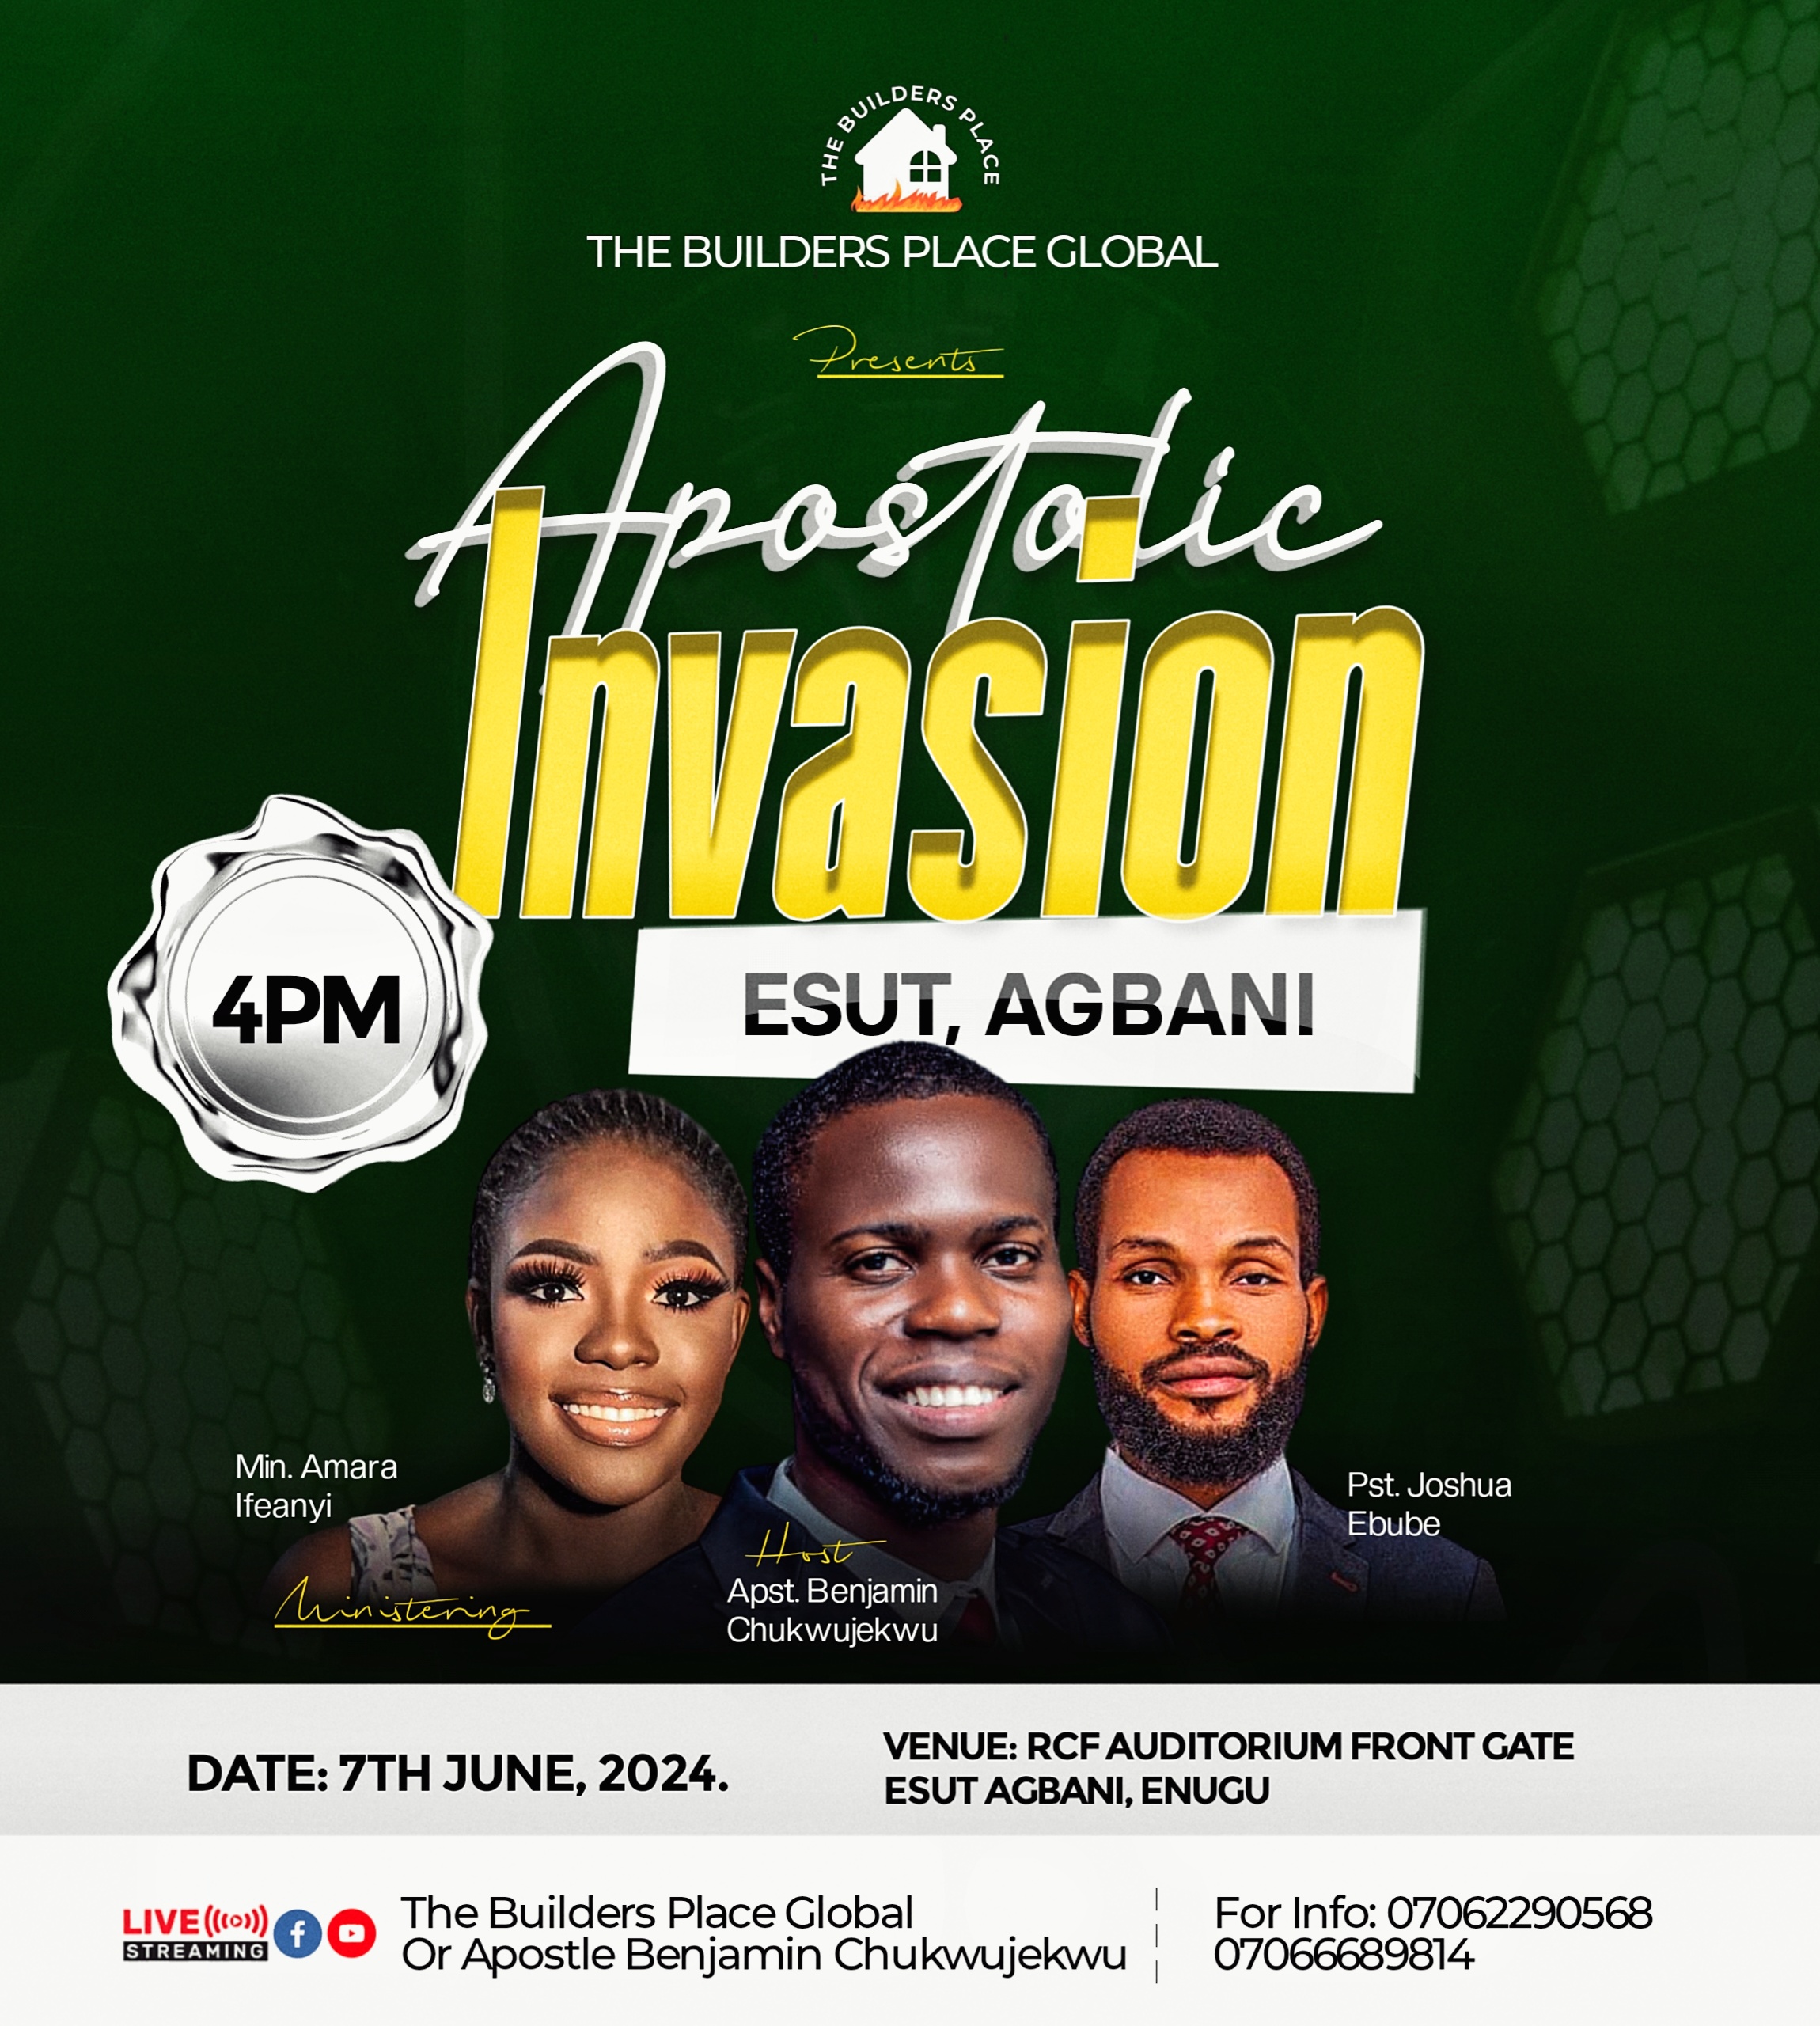 THE BUILDERS PLACE
THE BUILDERS PLACE GLOBAL
Presents
Apostolic
Invasion
4PM
ESUT, AGBANI
Min. Amara
Ifeanyi
Pst. Joshua
Ebube
Ministering
Host
Apst. Benjamin
Chukwujekwu
DATE: 7TH JUNE, 2024.
VENUE: RCF AUDITORIUM FRONT GATE
ESUT AGBANI, ENUGU
LIVE
STREAMING
The Builders Place Global
Or Apostle Benjamin Chukwujekwu
For Info: 07062290568
07066689814